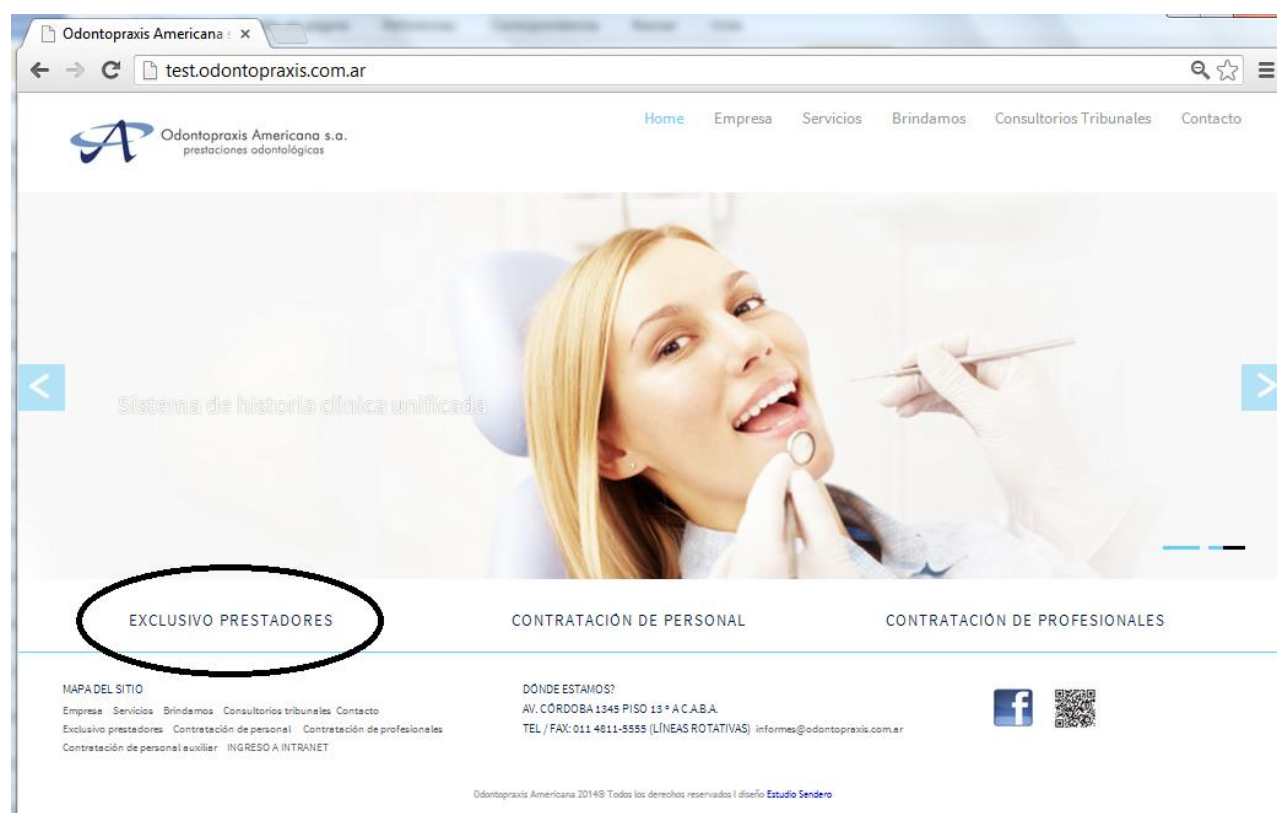 Odontopraxis Americana
test.odontopraxis.com.ar
Odontopraxis Americana s.a.
prestaciones odontológicas
Home Empresa Servicios Brindamos Consultorios Tribunales Contacto
Sistema de historia clínica unificada
EXCLUSIVO PRESTADORES CONTRATACIÓN DE PERSONAL CONTRATACIÓN DE PROFESIONALES
MAPA DEL SITIO
Empresa Servicios Brindamos Consultorios tribunales Contacto
Exclusivo prestadores Contratación de personal Contratación de profesionales
Contratación de personal auxiliar INGRESO A INTRANET
DÓNDE ESTAMOS?
AV. CÓRDOBA 1345 PISO 13 º A C.A.B.A.
TEL / FAX: 011 4811-5555 (LÍNEAS ROTATIVAS) informes@odontopraxis.com.ar
Odontopraxis Americana 2014® Todos los derechos reservados I diseño Estudio Sendero